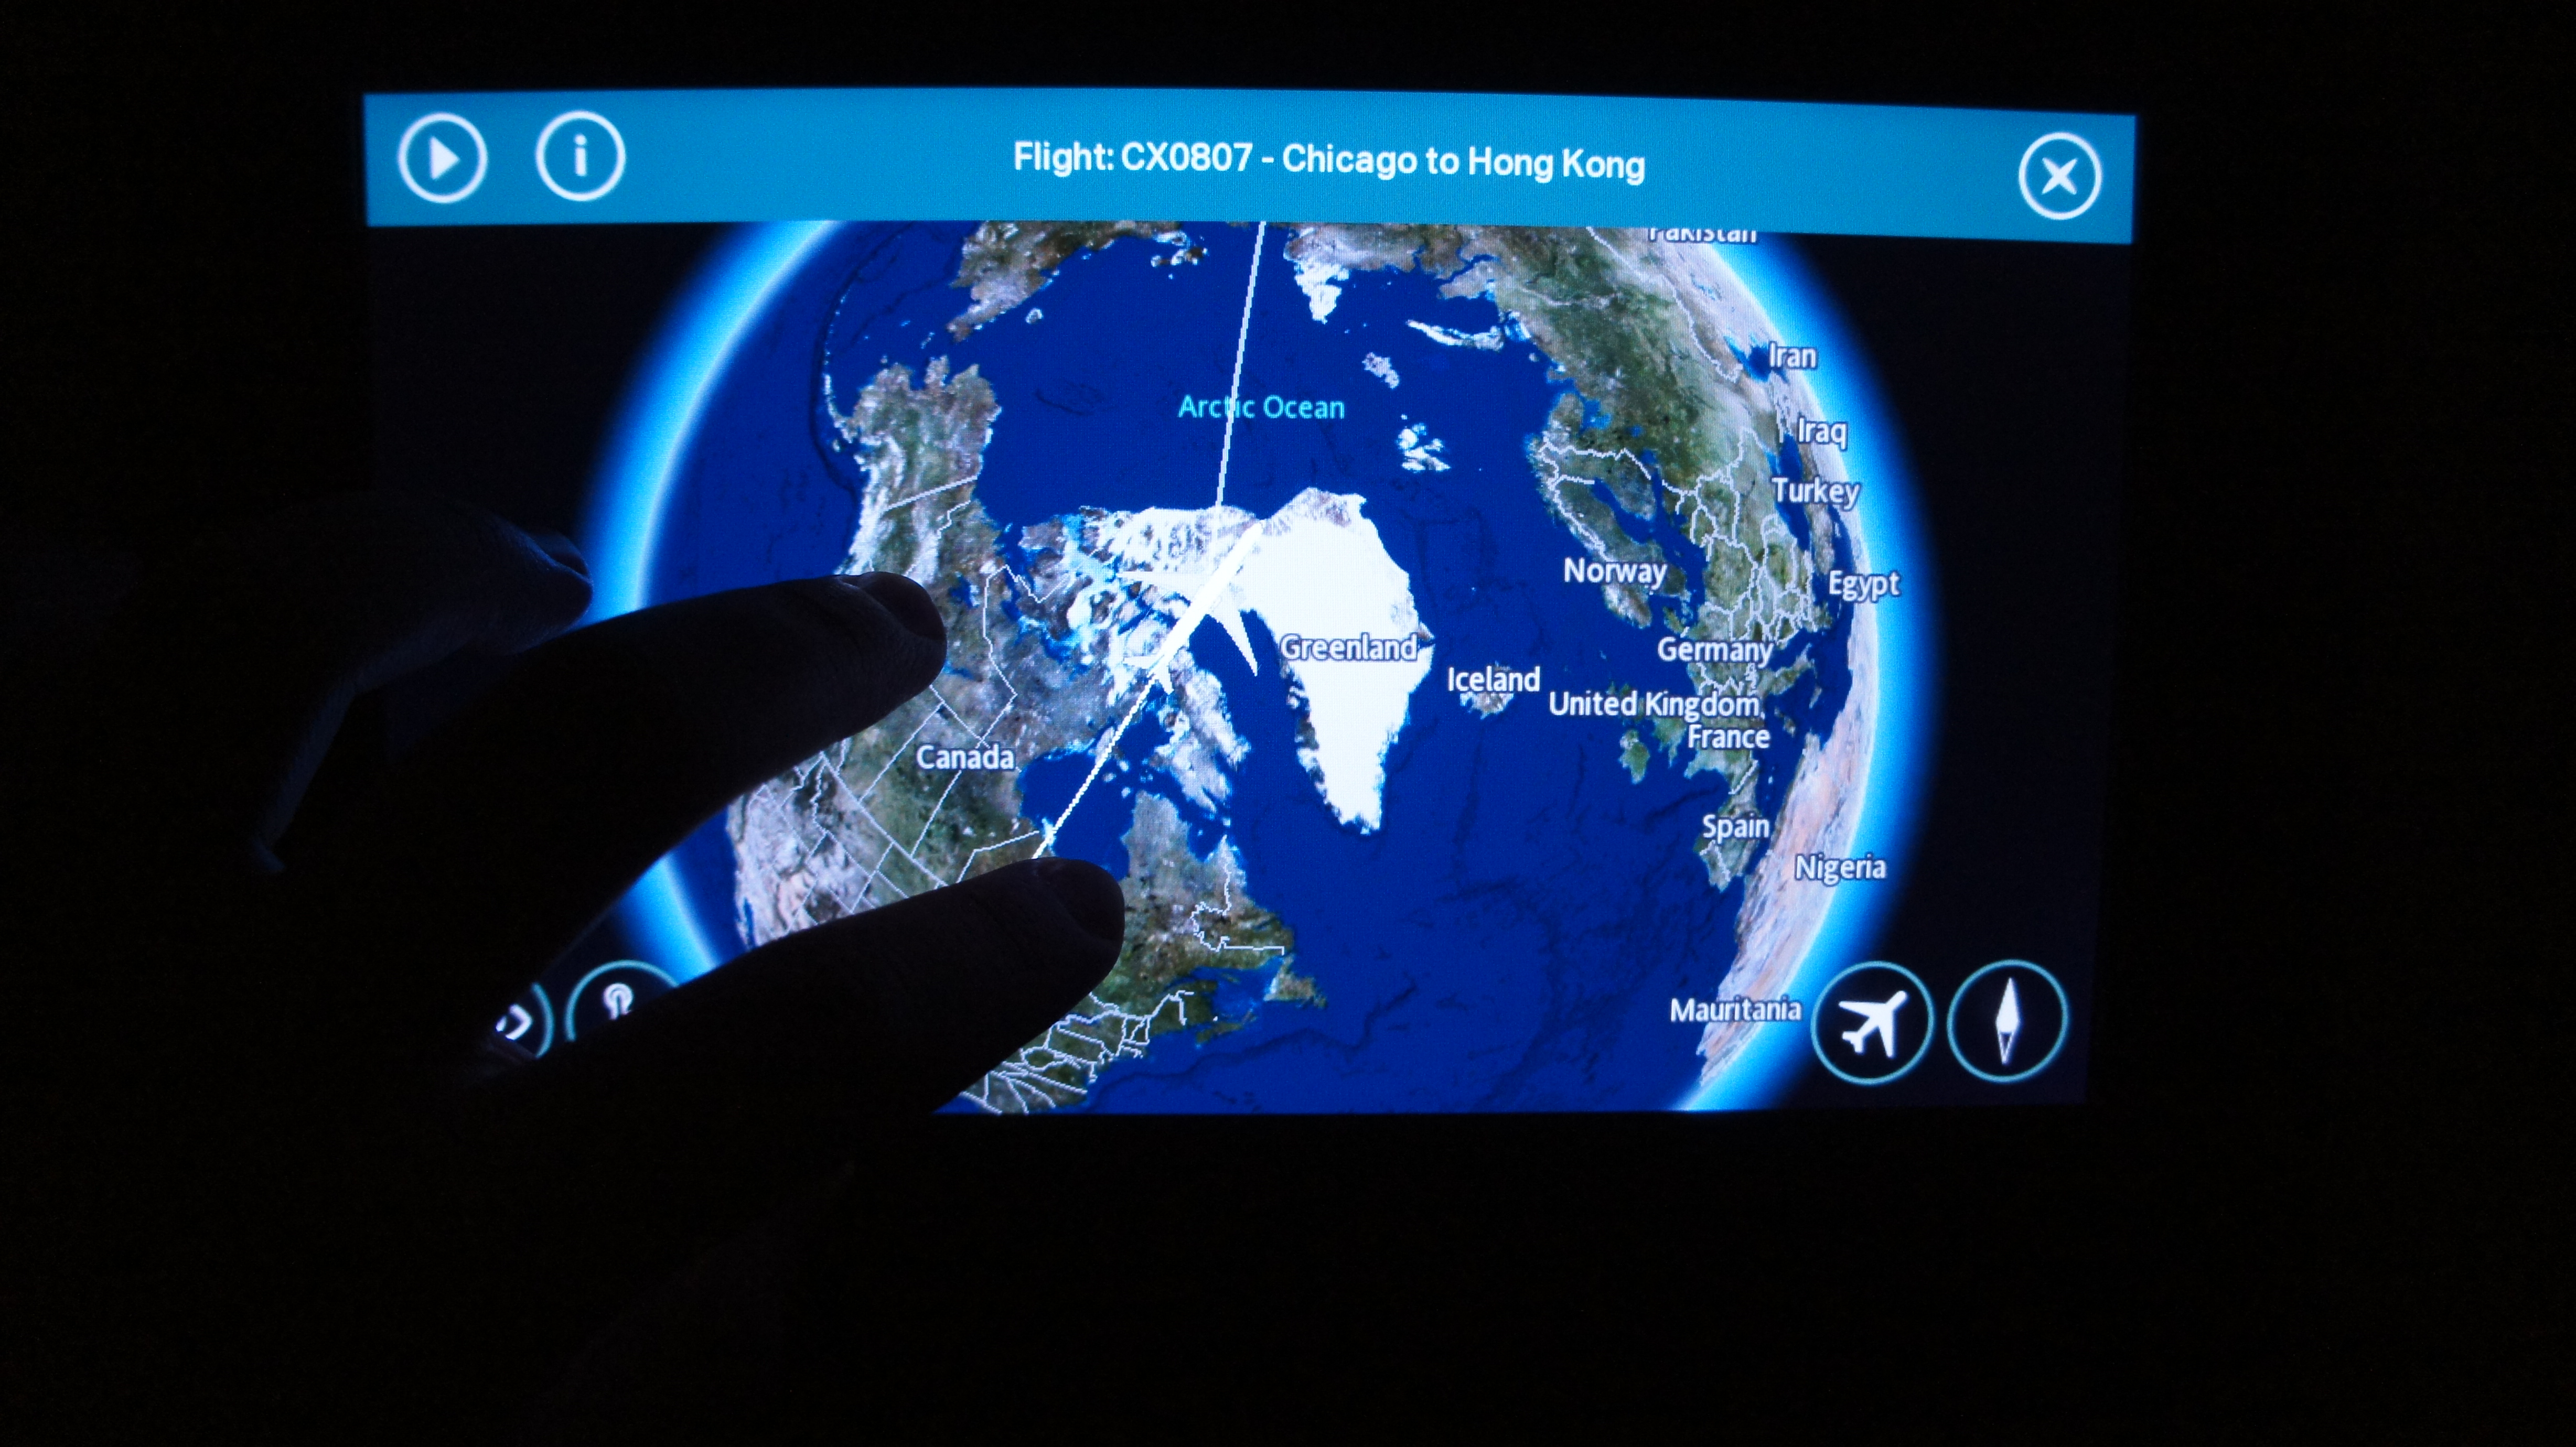 Flight: CX0807 - Chicago to Hong Kong
Pakistan
Iran
Arctic Ocean
Iraq
Turkey
Norway
Egypt
Greenland
Germany
Iceland
United Kingdom
France
Canada
Spain
Nigeria
Mauritania